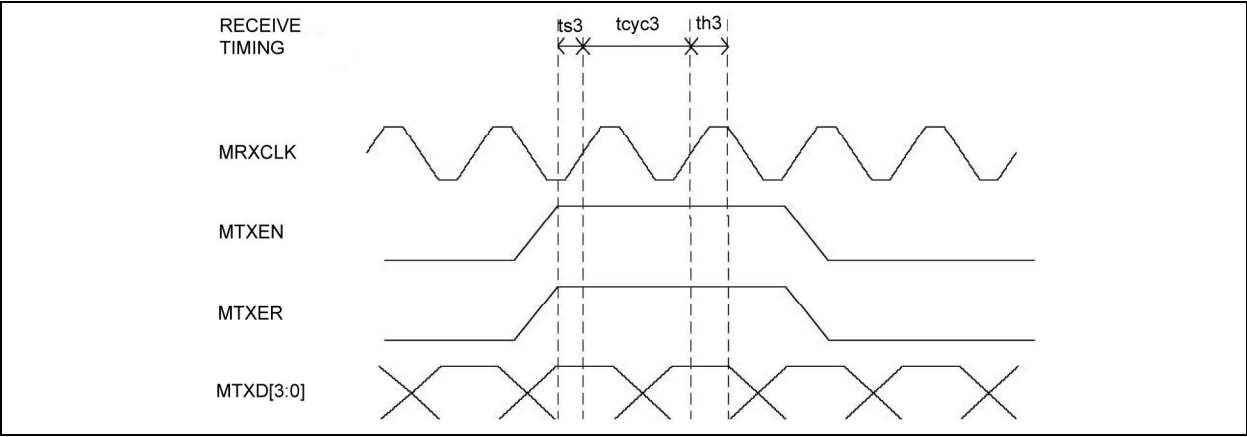 RECEIVE
TIMING
ts3 tcyc3 th3
MRXCLK
MTXEN
MTXER
MTXD[3:0]